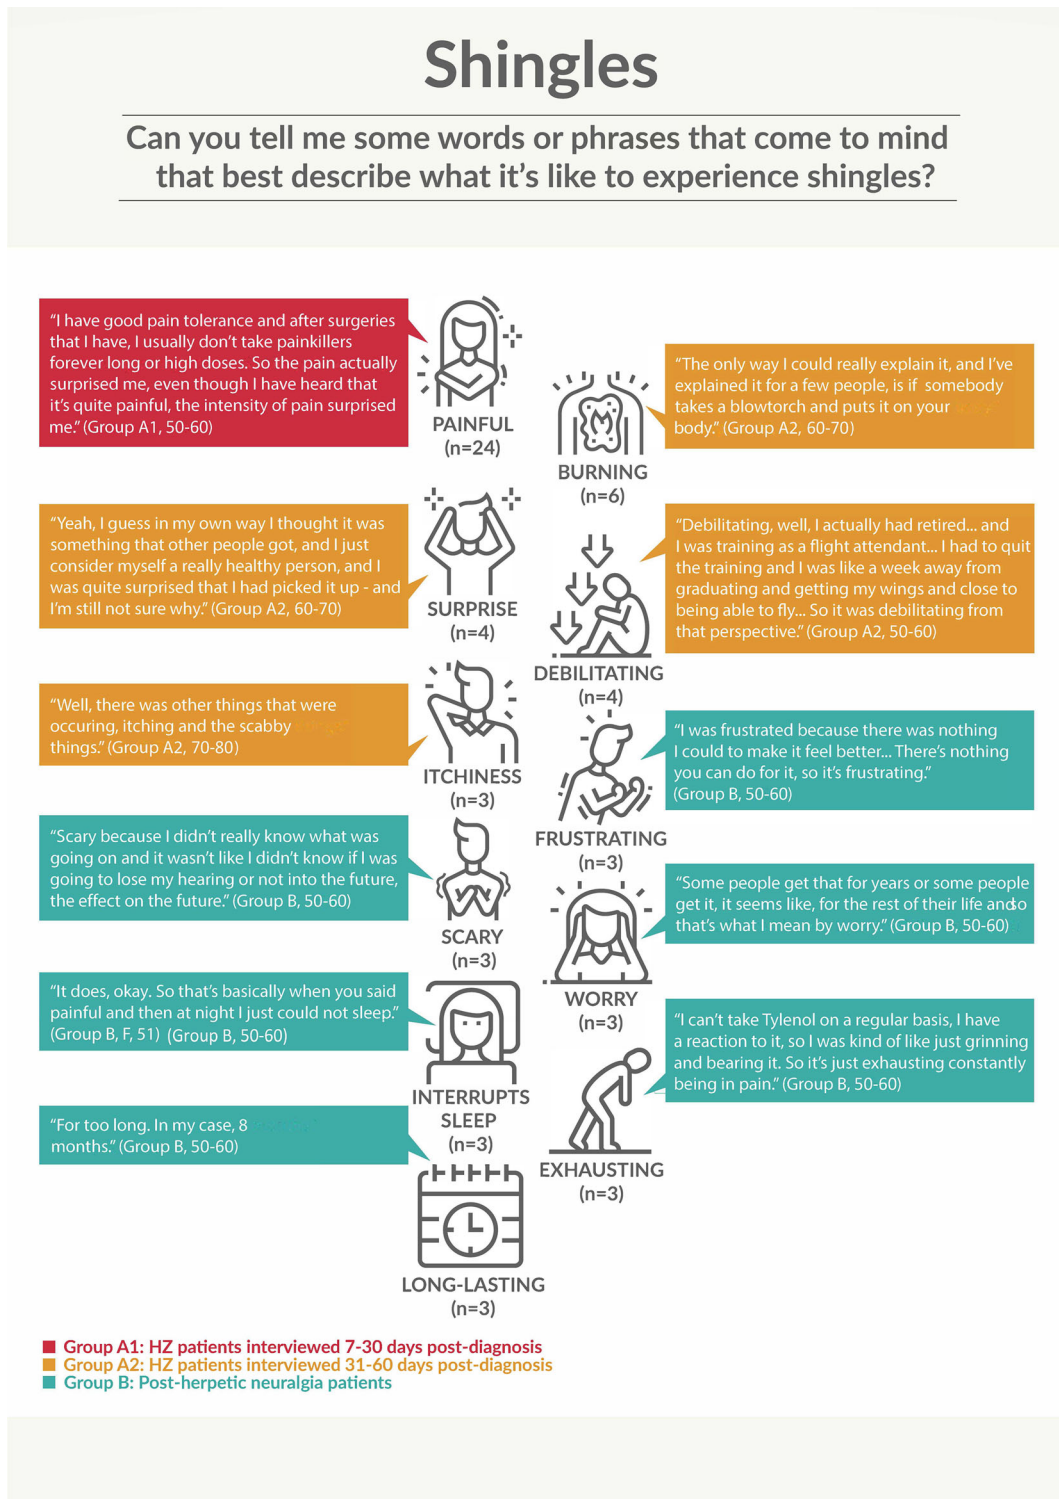 Shingles
Can you tell me some words or phrases that come to mind
that best describe what it's like to experience shingles?
“I have good pain tolerance and after surgeries
that I have, I usually don't take painkillers
forever long or high doses. So the pain actually
surprised me, even though I have heard that
it's quite painful, the intensity of pain surprised
me.” (Group A1, 50-60)
PAINFUL
(n=24)
“The only way I could really explain it, and I've
explained it for a few people, is if somebody
takes a blowtorch and puts it on your
body.” (Group A2, 60-70)
BURNING
(n=6)
“Yeah, I guess in my own way I thought it was
something that other people got, and I just
consider myself a really healthy person, and I
was quite surprised that I had picked it up - and
I'm still not sure why.” (Group A2, 60-70)
SURPRISE
(n=4)
“Debilitating, well, I actually had retired... and
I was training as a flight attendant... I had to quit
the training and I was like a week away from
graduating and getting my wings and close to
being able to fly... So it was debilitating from
that perspective.” (Group A2, 50-60)
DEBILITATING
(n=4)
“Well, there was other things that were
occuring, itching and the scabby
things.” (Group A2, 70-80)
ITCHINESS
(n=3)
“I was frustrated because there was nothing
I could to make it feel better... There's nothing
you can do for it, so it's frustrating.”
(Group B, 50-60)
FRUSTRATING
(n=3)
“Scary because I didn't really know what was
going on and it wasn't like I didn't know if I was
going to lose my hearing or not into the future,
the effect on the future.” (Group B, 50-60)
SCARY
(n=3)
“Some people get that for years or some people
get it, it seems like, for the rest of their life and so
that's what I mean by worry.” (Group B, 50-60)
WORRY
(n=3)
“It does, okay. So that's basically when you said
painful and then at night I just could not sleep.”
(Group B, F, 51) (Group B, 50-60)
INTERRUPTS
SLEEP
(n=3)
“I can't take Tylenol on a regular basis, I have
a reaction to it, so I was kind of like just grinning
and bearing it. So it's just exhausting constantly
being in pain.” (Group B, 50-60)
EXHAUSTING
(n=3)
“For too long. In my case, 8
months.” (Group B, 50-60)
LONG-LASTING
(n=3)
Group A1: HZ patients interviewed 7-30 days post-diagnosis
Group A2: HZ patients interviewed 31-60 days post-diagnosis
Group B: Post-herpetic neuralgia patients